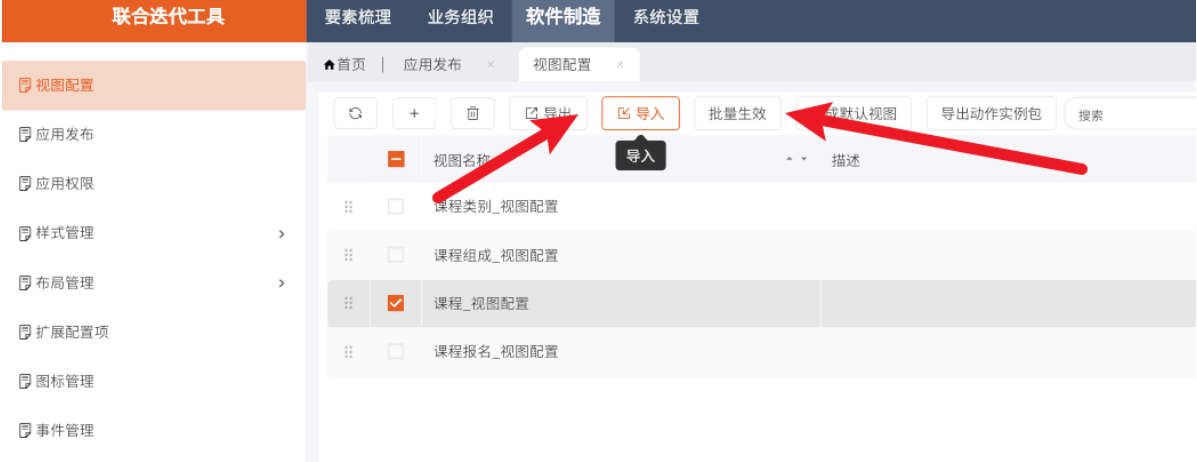 联合迭代工具 要素梳理 业务组织 软件制造 系统设置
首页 | 应用发布 × 视图配置 ×
视图配置
导出 导入 批量生效 成默认视图 导出动作实例包 搜索
应用发布
视图名称 导入 描述
应用权限
课程类别_视图配置
样式管理
课程组成_视图配置
布局管理
课程_视图配置
扩展配置项
课程报名_视图配置
图标管理
事件管理